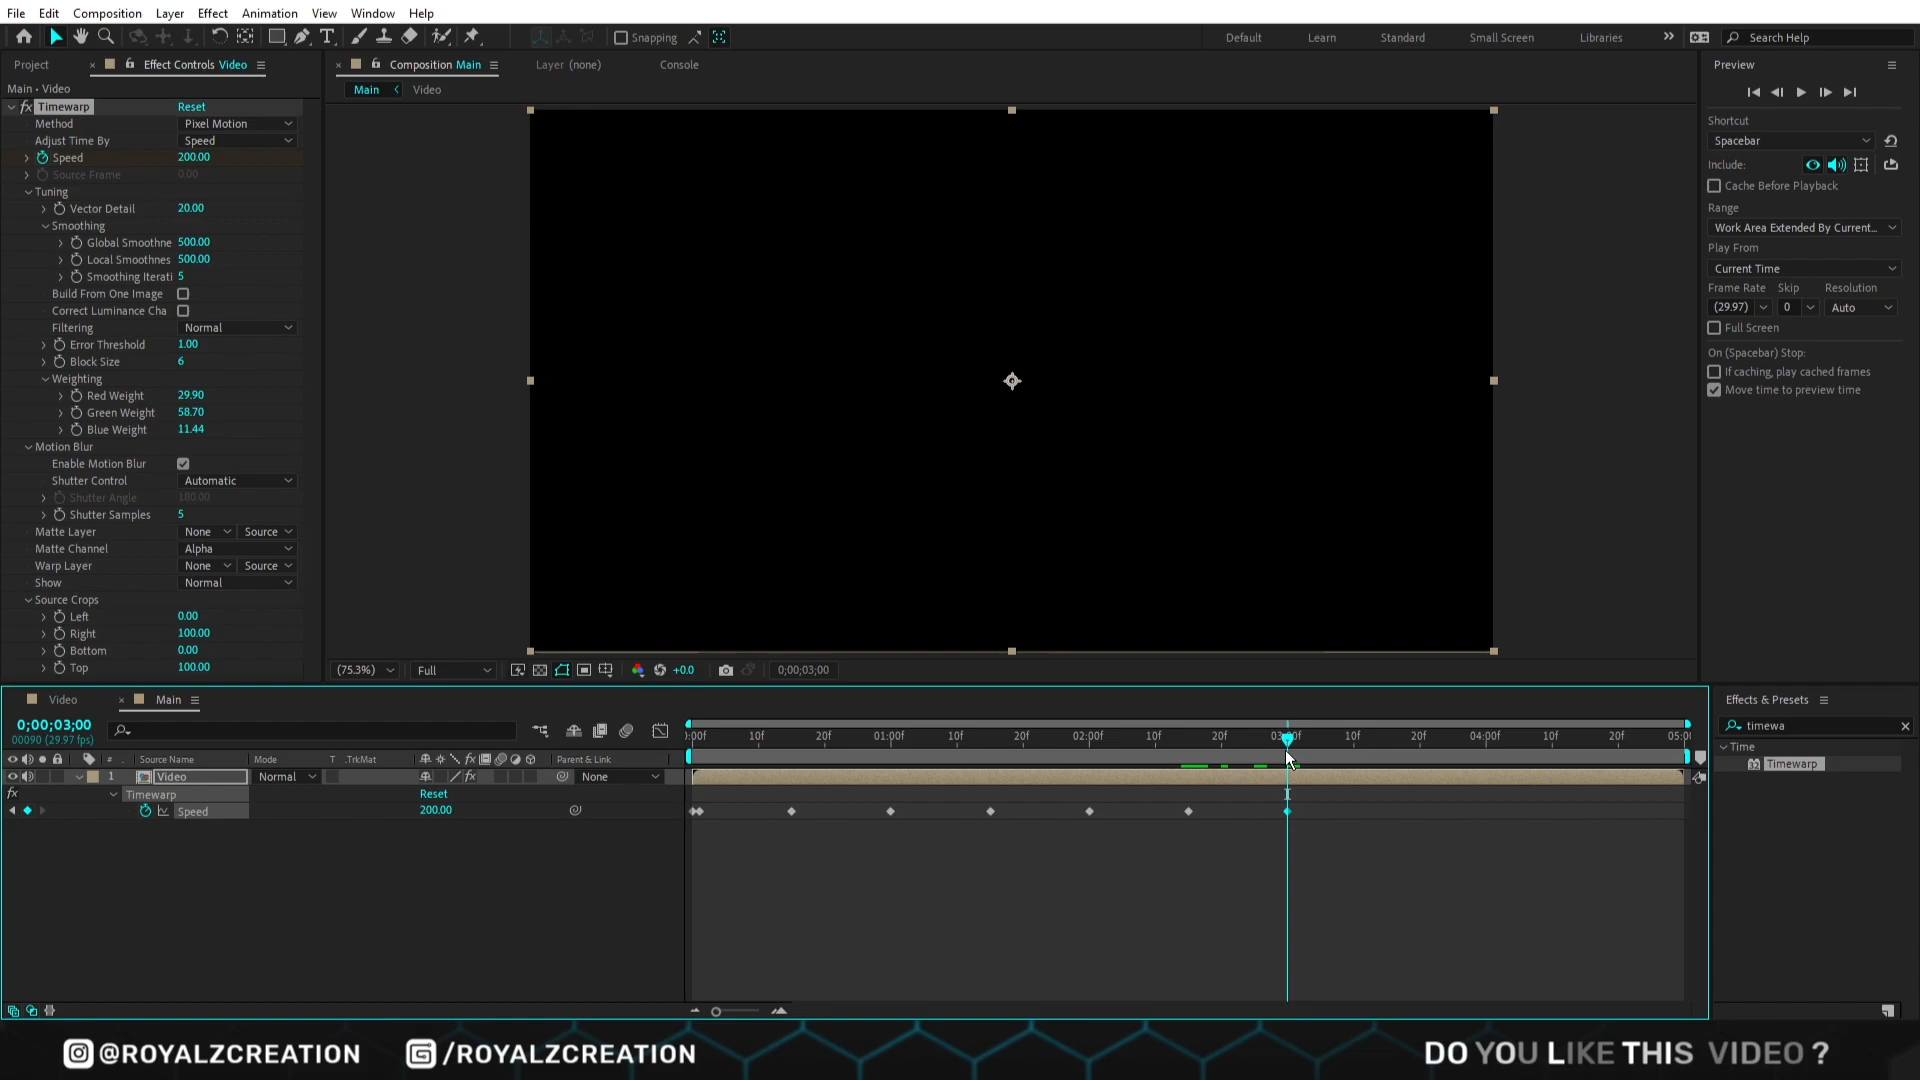 File Edit Composition Layer Effect Animation View Window Help
Snapping Default Learn Standard Small Screen Libraries » Search Help
Project × Effect Controls Video × Composition Main Layer (none) Console Preview
Main • Video
Main < Video
fx Timewarp Reset
Method Pixel Motion
Adjust Time By Speed
Speed 200.00
Source Frame 0.00
Tuning
Vector Detail 20.00
Smoothing
Global Smoothne 500.00
Local Smoothnes 500.00
Smoothing Iterati 5
Build From One Image
Correct Luminance Cha
Filtering Normal
Error Threshold 1.00
Block Size 6
Weighting
Red Weight 29.90
Green Weight 58.70
Blue Weight 11.44
Motion Blur
Enable Motion Blur
Shutter Control Automatic
Shutter Angle 180.00
Shutter Samples 5
Matte Layer None Source
Matte Channel Alpha
Warp Layer None Source
Show Normal
Source Crops
Left 0.00
Right 100.00
Bottom 0.00
Top 100.00
(75.3%) Full +0.0 0;00;03;00
Shortcut
Spacebar
Include:
Cache Before Playback
Range
Work Area Extended By Current...
Play From
Current Time
Frame Rate Skip Resolution
(29.97) 0 Auto
Full Screen
On (Spacebar) Stop:
If caching, play cached frames
Move time to preview time
Video × Main
0;00;03;00
00090 (29.97 fps)
):00f 10f 20f 01:00f 10f 20f 02:00f 10f 20f 10f 20f 04:00f 10f 20f 05:0
# Source Name Mode T .TrkMat fx Parent & Link
1 Video Normal fx None
fx Timewarp Reset
Speed 200.00
Effects & Presets
timewa ×
Time
32 Timewarp
@ROYALZCREATION /ROYALZCREATION DO YOU LIKE THIS VIDEO ?